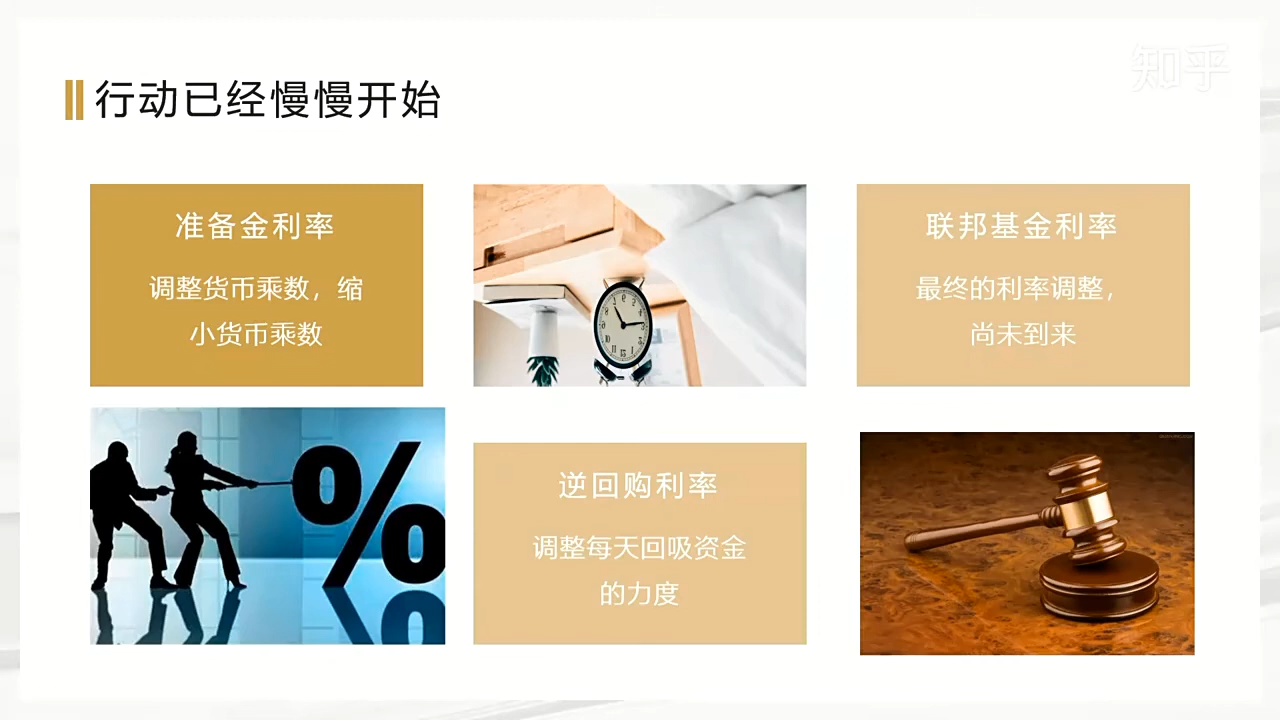 知乎
行动已经慢慢开始
准备金利率
调整货币乘数，缩
小货币乘数
联邦基金利率
最终的利率调整，
尚未到来
逆回购利率
调整每天回吸资金
的力度
%